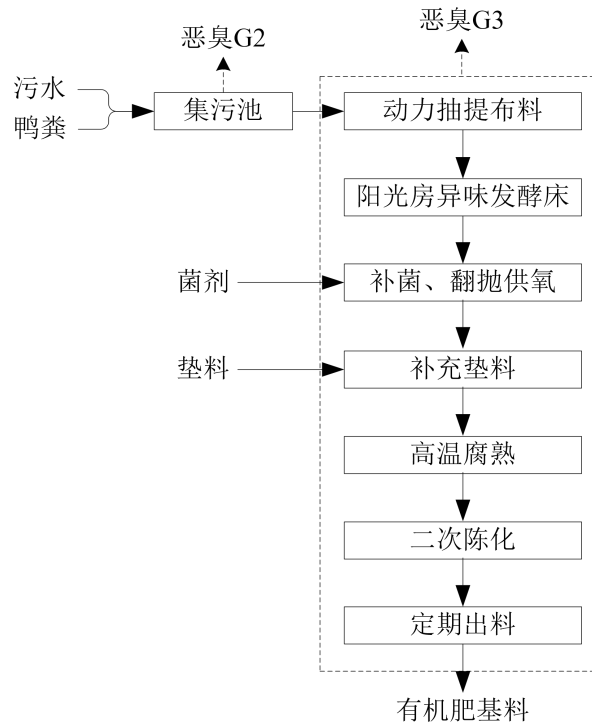 恶臭G2
恶臭G3
污水
鸭粪
集污池
动力抽提布料
阳光房异味发酵床
菌剂
补菌、翻抛供氧
垫料
补充垫料
高温腐熟
二次陈化
定期出料
有机肥基料